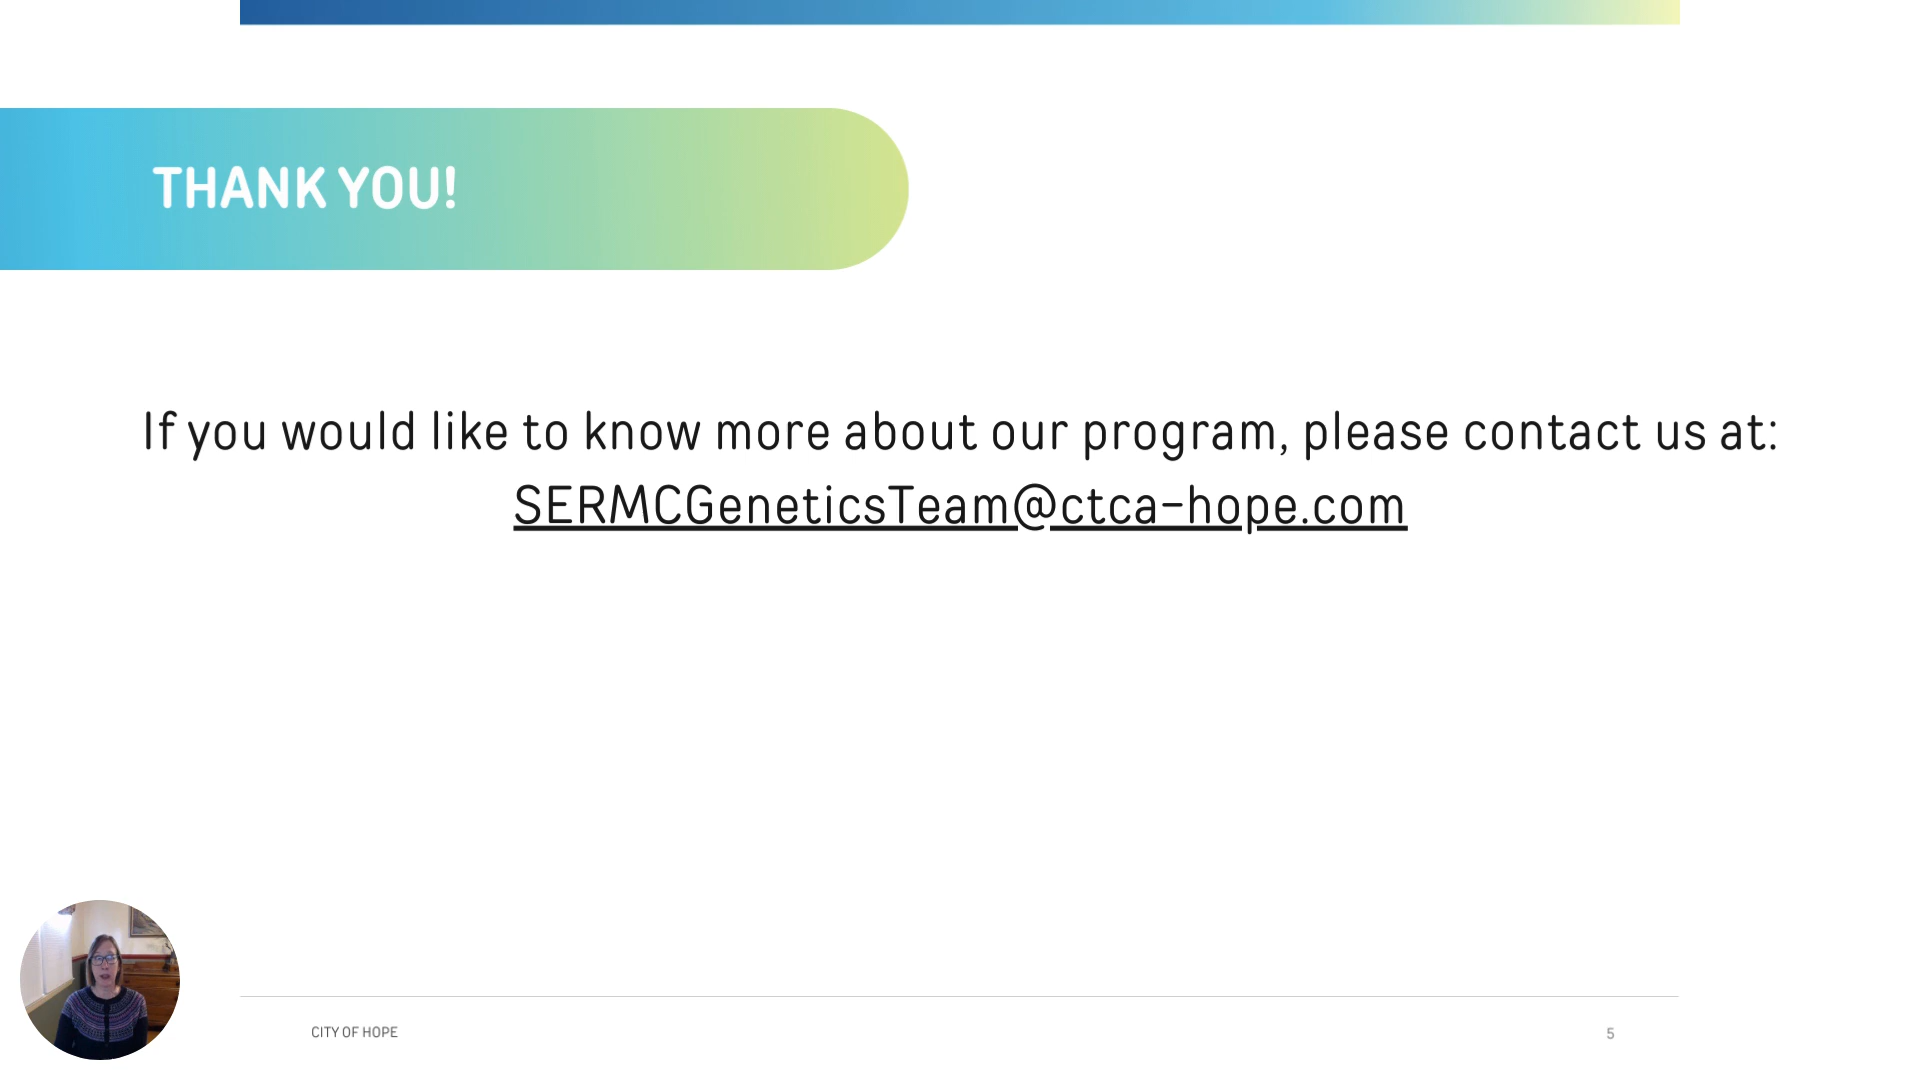 THANK YOU!
If you would like to know more about our program, please contact us at:
SERMCGeneticsTeam@ctca-hope.com
CITY OF HOPE
5